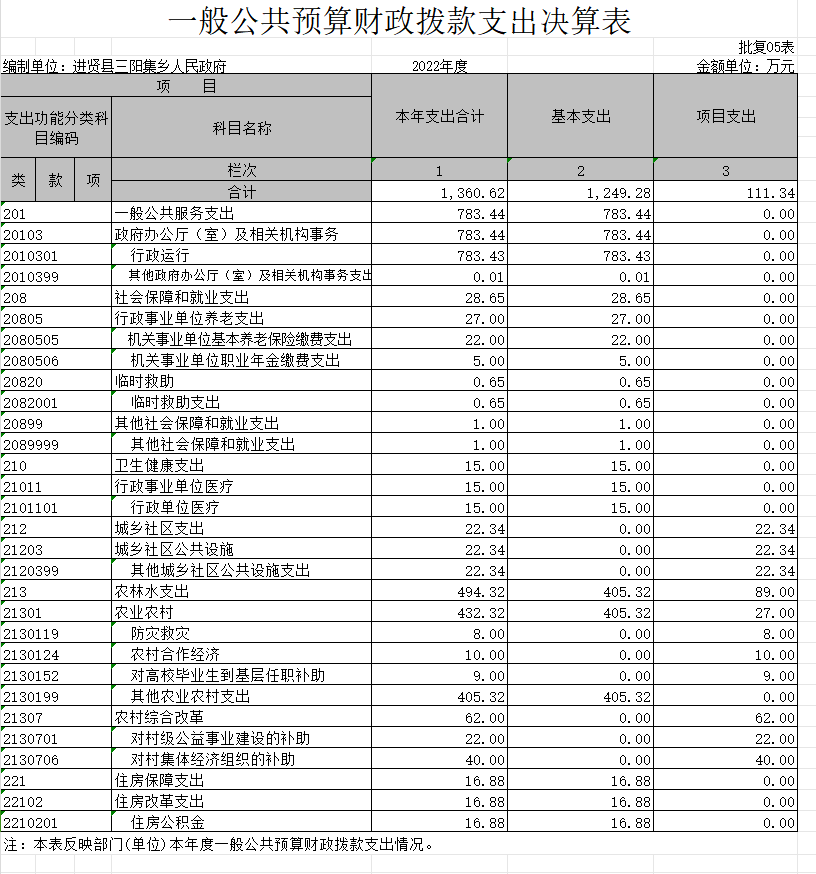 一般公共预算财政拨款支出决算表
批复05表
编制单位：进贤县三阳集乡人民政府 2022年度 金额单位：万元
项 目 本年支出合计 基本支出 项目支出
支出功能分类科目编码 科目名称
类 款 项 栏次 1 2 3
合计 1,360.62 1,249.28 111.34
201 一般公共服务支出 783.44 783.44 0.00
20103 政府办公厅（室）及相关机构事务 783.44 783.44 0.00
2010301 行政运行 783.43 783.43 0.00
2010399 其他政府办公厅（室）及相关机构事务支出 0.01 0.01 0.00
208 社会保障和就业支出 28.65 28.65 0.00
20805 行政事业单位养老支出 27.00 27.00 0.00
2080505 机关事业单位基本养老保险缴费支出 22.00 22.00 0.00
2080506 机关事业单位职业年金缴费支出 5.00 5.00 0.00
20820 临时救助 0.65 0.65 0.00
2082001 临时救助支出 0.65 0.65 0.00
20899 其他社会保障和就业支出 1.00 1.00 0.00
2089999 其他社会保障和就业支出 1.00 1.00 0.00
210 卫生健康支出 15.00 15.00 0.00
21011 行政事业单位医疗 15.00 15.00 0.00
2101101 行政单位医疗 15.00 15.00 0.00
212 城乡社区支出 22.34 0.00 22.34
21203 城乡社区公共设施 22.34 0.00 22.34
2120399 其他城乡社区公共设施支出 22.34 0.00 22.34
213 农林水支出 494.32 405.32 89.00
21301 农业农村 432.32 405.32 27.00
2130119 防灾救灾 8.00 0.00 8.00
2130124 农村合作经济 10.00 0.00 10.00
2130152 对高校毕业生到基层任职补助 9.00 0.00 9.00
2130199 其他农业农村支出 405.32 405.32 0.00
21307 农村综合改革 62.00 0.00 62.00
2130701 对村级公益事业建设的补助 22.00 0.00 22.00
2130706 对村集体经济组织的补助 40.00 0.00 40.00
221 住房保障支出 16.88 16.88 0.00
22102 住房改革支出 16.88 16.88 0.00
2210201 住房公积金 16.88 16.88 0.00
注：本表反映部门(单位)本年度一般公共预算财政拨款支出情况。